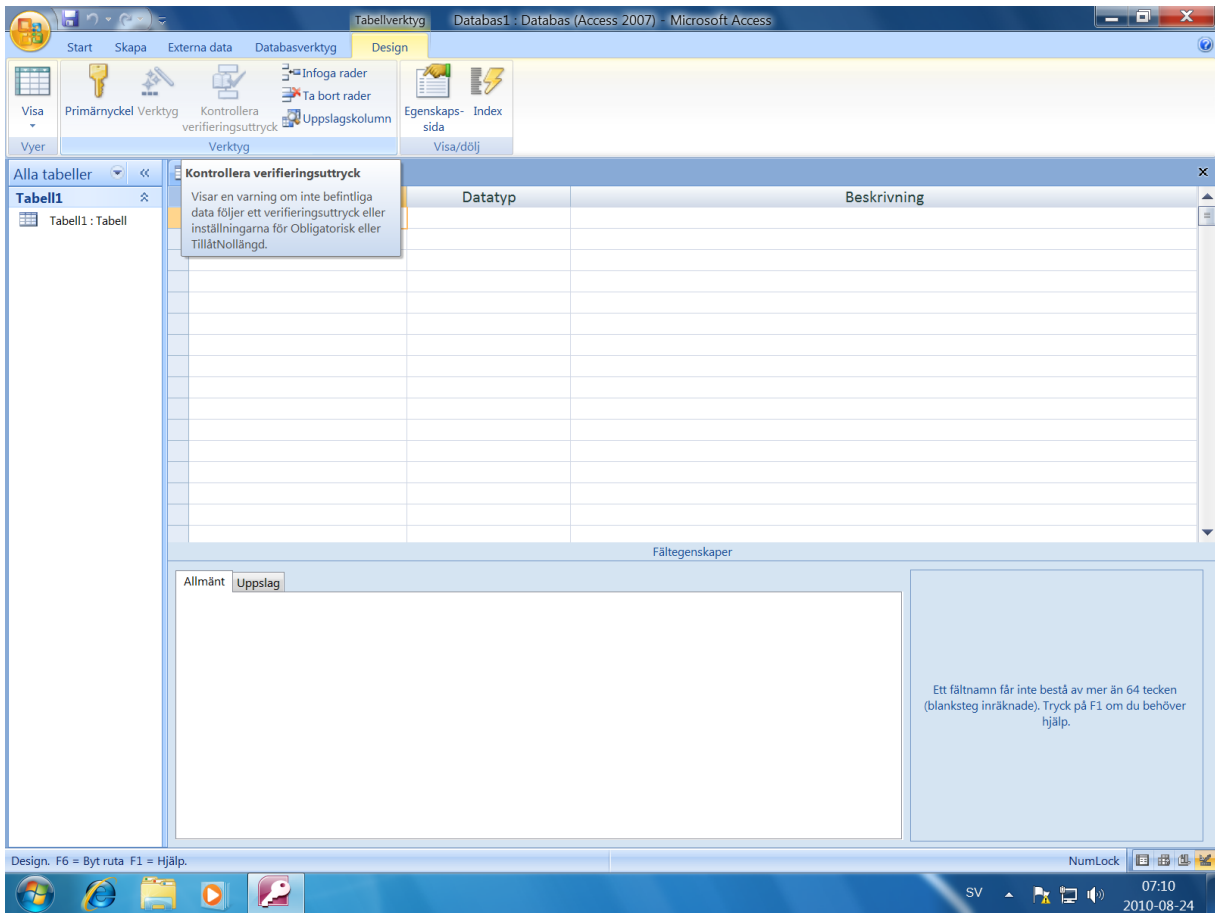 Tabellverktyg
Databas1 : Databas (Access 2007) - Microsoft Access
Start
Skapa
Externa data
Databasverktyg
Design
Visa
Primärnyckel
Verktyg
Kontrollera
verifieringsuttryck
Infoga rader
Ta bort rader
Uppslagskolumn
Egenskaps-
sida
Index
Vyer
Verktyg
Visa/dölj
Alla tabeller
Tabell1
Tabell1 : Tabell
Kontrollera verifieringsuttryck
Visar en varning om inte befintliga
data följer ett verifieringsuttryck eller
inställningarna för Obligatorisk eller
TillåtNollängd.
Datatyp
Beskrivning
Fältegenskaper
Allmänt
Uppslag
Ett fältnamn får inte bestå av mer än 64 tecken
(blanksteg inräknade). Tryck på F1 om du behöver
hjälp.
Design. F6 = Byt ruta F1 = Hjälp.
NumLock
SV
07:10
2010-08-24